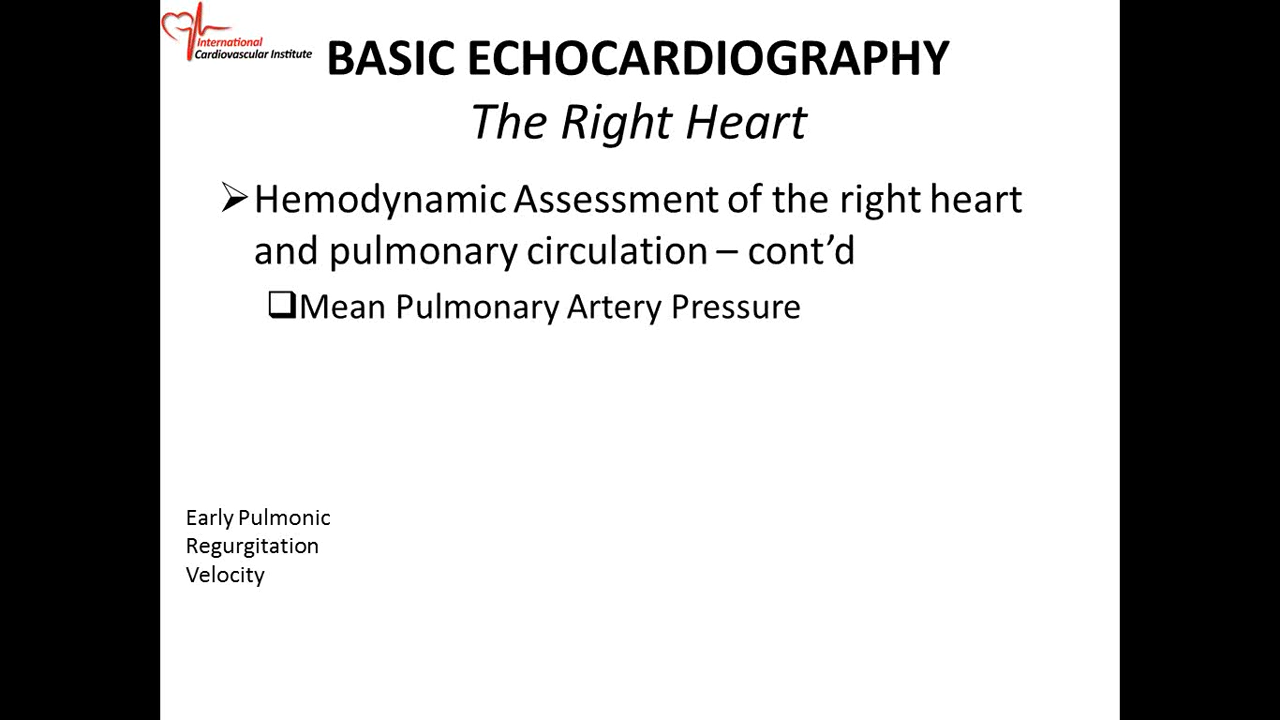 International
Cardiovascular Institute
BASIC ECHOCARDIOGRAPHY
The Right Heart
➢Hemodynamic Assessment of the right heart
and pulmonary circulation – cont’d
❑Mean Pulmonary Artery Pressure
Early Pulmonic
Regurgitation
Velocity